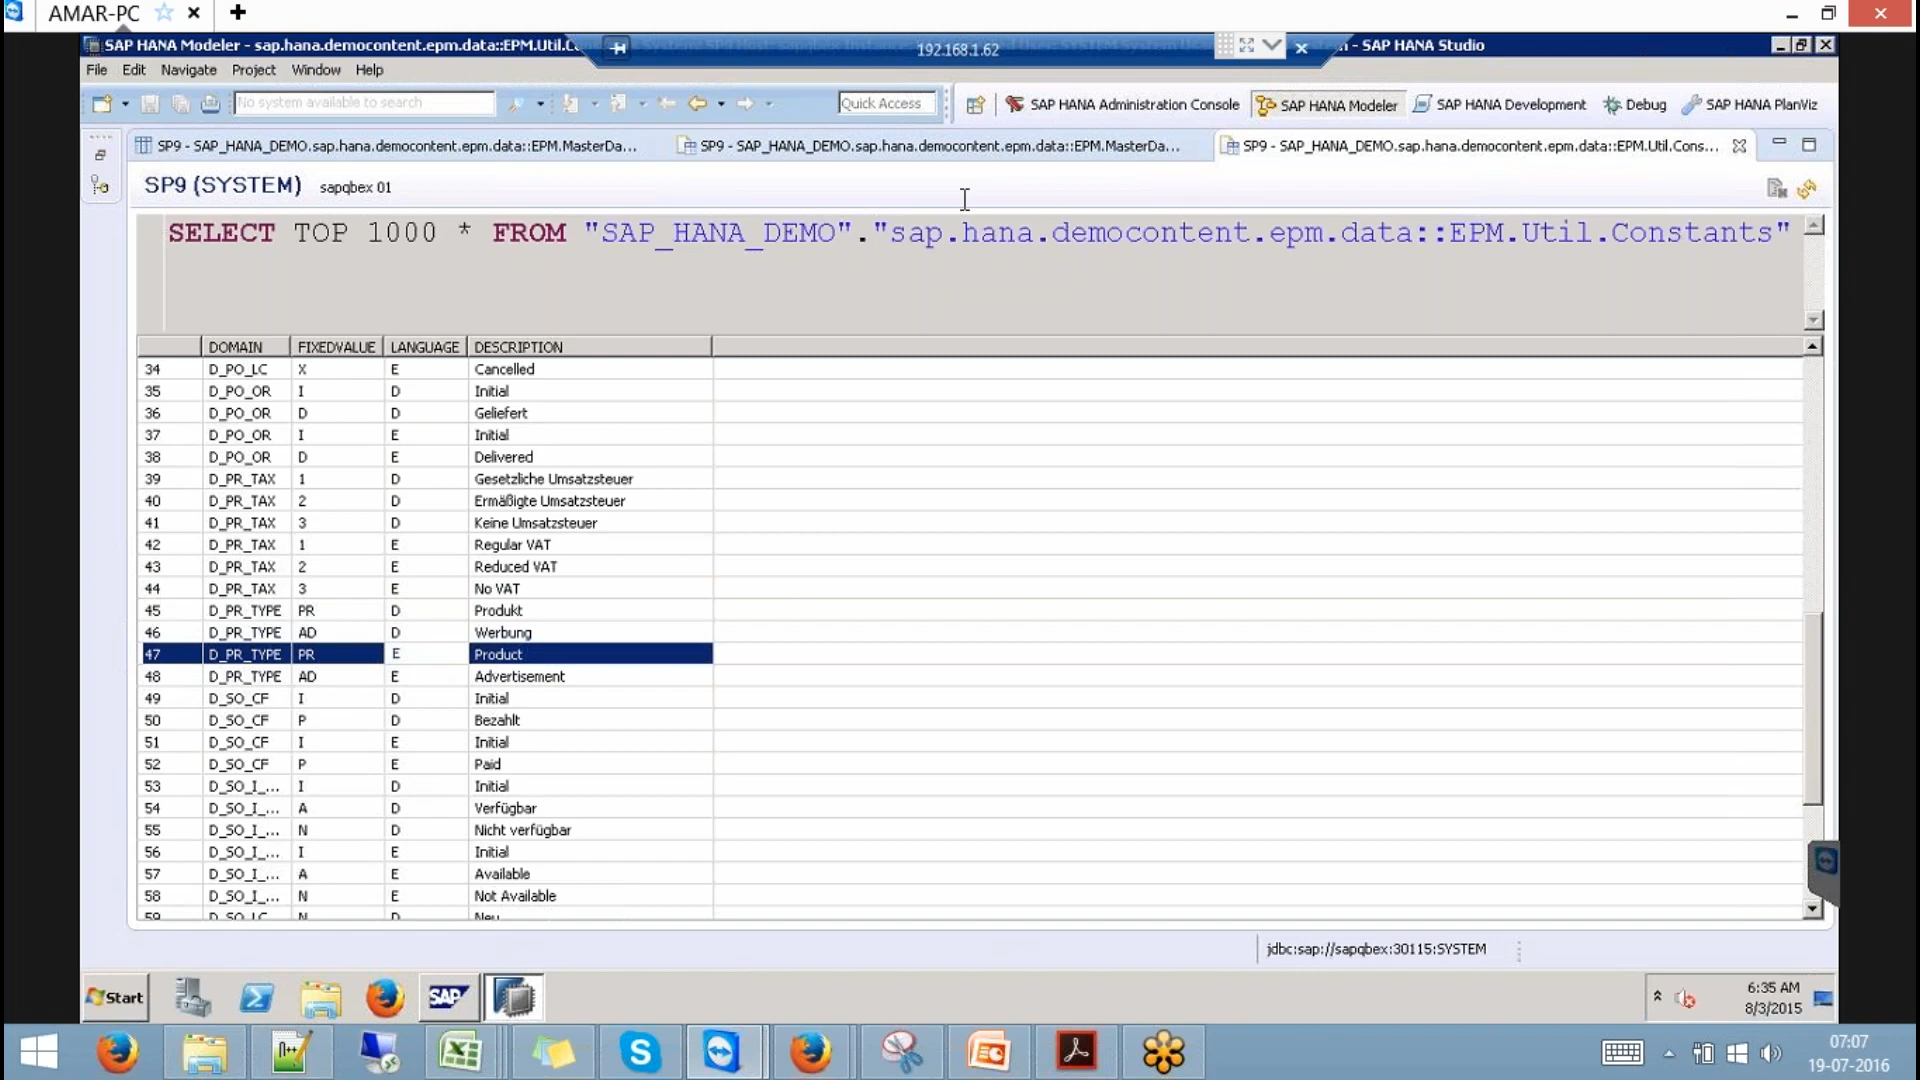 AMAR-PC
SAP HANA Modeler - sap.hana.democontent.epm.data::EPM.Util.Co
192.168.1.62
- SAP HANA Studio
File Edit Navigate Project Window Help
No system available to search
Quick Access
SAP HANA Administration Console
SAP HANA Modeler
SAP HANA Development
Debug
SAP HANA PlanViz
SP9 - SAP_HANA_DEMO.sap.hana.democontent.epm.data::EPM.MasterDa...
SP9 - SAP_HANA_DEMO.sap.hana.democontent.epm.data::EPM.MasterDa...
SP9 - SAP_HANA_DEMO.sap.hana.democontent.epm.data::EPM.Util.Cons...
SP9 (SYSTEM) sapqbex 01
SELECT TOP 1000 * FROM "SAP_HANA_DEMO"."sap.hana.democontent.epm.data::EPM.Util.Constants"
DOMAIN FIXEDVALUE LANGUAGE DESCRIPTION
34 D_PO_LC X E Cancelled
35 D_PO_OR I D Initial
36 D_PO_OR D D Geliefert
37 D_PO_OR I E Initial
38 D_PO_OR D E Delivered
39 D_PR_TAX 1 D Gesetzliche Umsatzsteuer
40 D_PR_TAX 2 D Ermäßigte Umsatzsteuer
41 D_PR_TAX 3 D Keine Umsatzsteuer
42 D_PR_TAX 1 E Regular VAT
43 D_PR_TAX 2 E Reduced VAT
44 D_PR_TAX 3 E No VAT
45 D_PR_TYPE PR D Produkt
46 D_PR_TYPE AD D Werbung
47 D_PR_TYPE PR E Product
48 D_PR_TYPE AD E Advertisement
49 D_SO_CF I D Initial
50 D_SO_CF P D Bezahlt
51 D_SO_CF I E Initial
52 D_SO_CF P E Paid
53 D_SO_I_... I D Initial
54 D_SO_I_... A D Verfügbar
55 D_SO_I_... N D Nicht verfügbar
56 D_SO_I_... I E Initial
57 D_SO_I_... A E Available
58 D_SO_I_... N E Not Available
59 D_SO_LC N D Neu
jdbc:sap://sapqbex:30115:SYSTEM
Start
SAP
6:35 AM
8/3/2015
07:07
19-07-2016